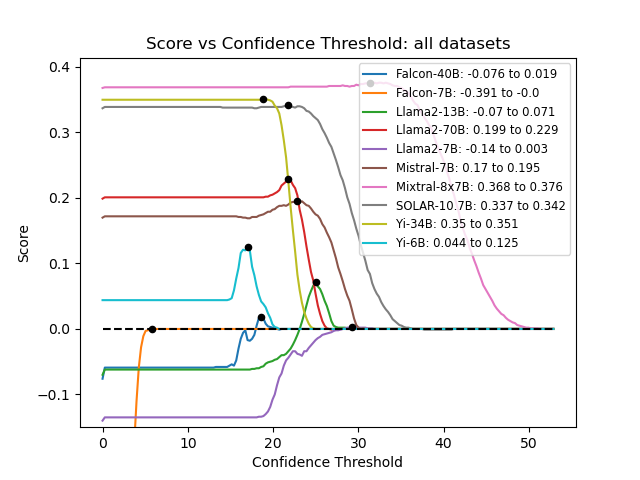 Score vs Confidence Threshold: all datasets
Score
0.4
0.3
0.2
0.1
0.0
−0.1
Falcon-40B: -0.076 to 0.019
Falcon-7B: -0.391 to -0.0
Llama2-13B: -0.07 to 0.071
Llama2-70B: 0.199 to 0.229
Llama2-7B: -0.14 to 0.003
Mistral-7B: 0.17 to 0.195
Mixtral-8x7B: 0.368 to 0.376
SOLAR-10.7B: 0.337 to 0.342
Yi-34B: 0.35 to 0.351
Yi-6B: 0.044 to 0.125
0 10 20 30 40 50
Confidence Threshold